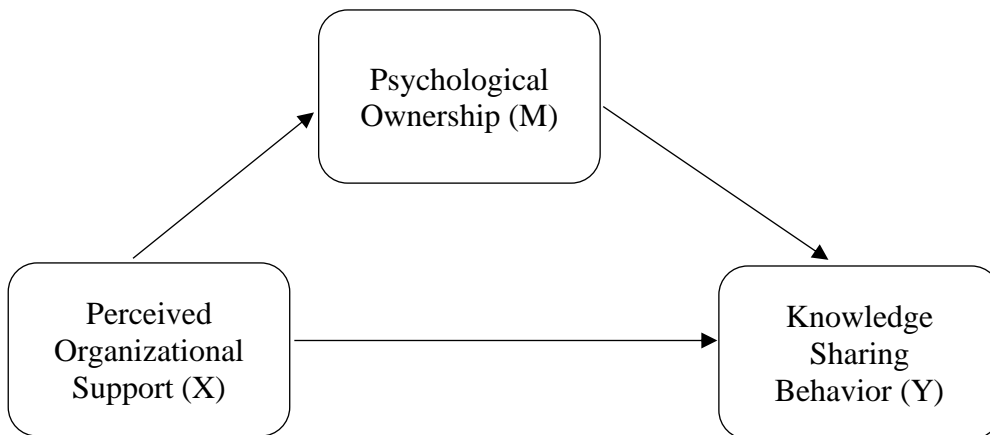 Psychological
Ownership (M)
Perceived
Organizational
Support (X)
Knowledge
Sharing
Behavior (Y)